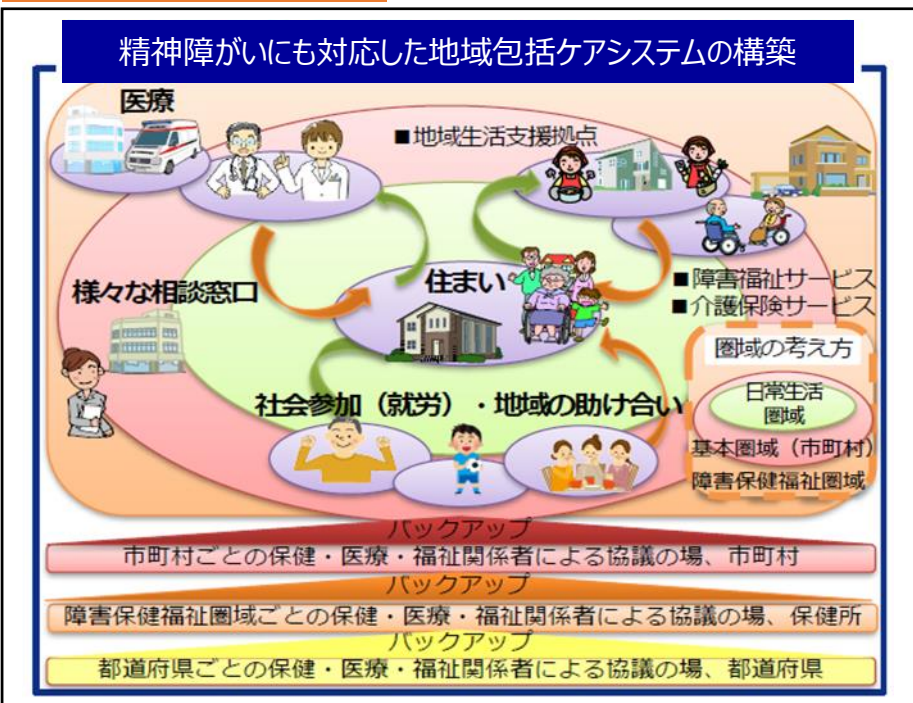 精神障がいにも対応した地域包括ケアシステムの構築
医療
■地域生活支援拠点
様々な相談窓口
住まい
■障害福祉サービス
■介護保険サービス
社会参加（就労）・地域の助け合い
圏域の考え方
日常生活
圏域
基本圏域（市町村）
障害保健福祉圏域
バックアップ
市町村ごとの保健・医療・福祉関係者による協議の場、市町村
バックアップ
障害保健福祉圏域ごとの保健・医療・福祉関係者による協議の場、保健所
バックアップ
都道府県ごとの保健・医療・福祉関係者による協議の場、都道府県